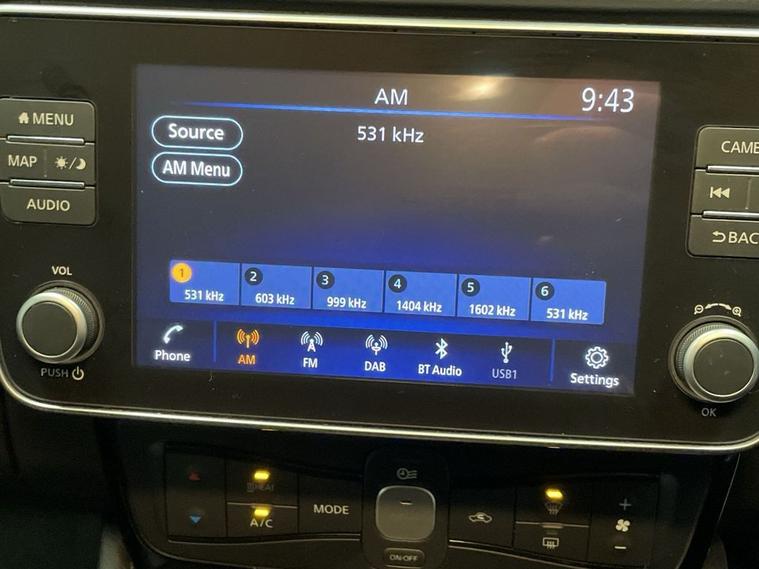 AM
9:43
MENU
Source
531 kHz
CAME
MAP
AM Menu
AUDIO
BAC
VOL
1
2
3
4
5
6
531 kHz
603 kHz
999 kHz
1404 kHz
1602 kHz
531 kHz
Phone
AM
FM
DAB
BT Audio
USB1
Settings
PUSH
OK
HEAT
A/C
MODE
ON·OFF